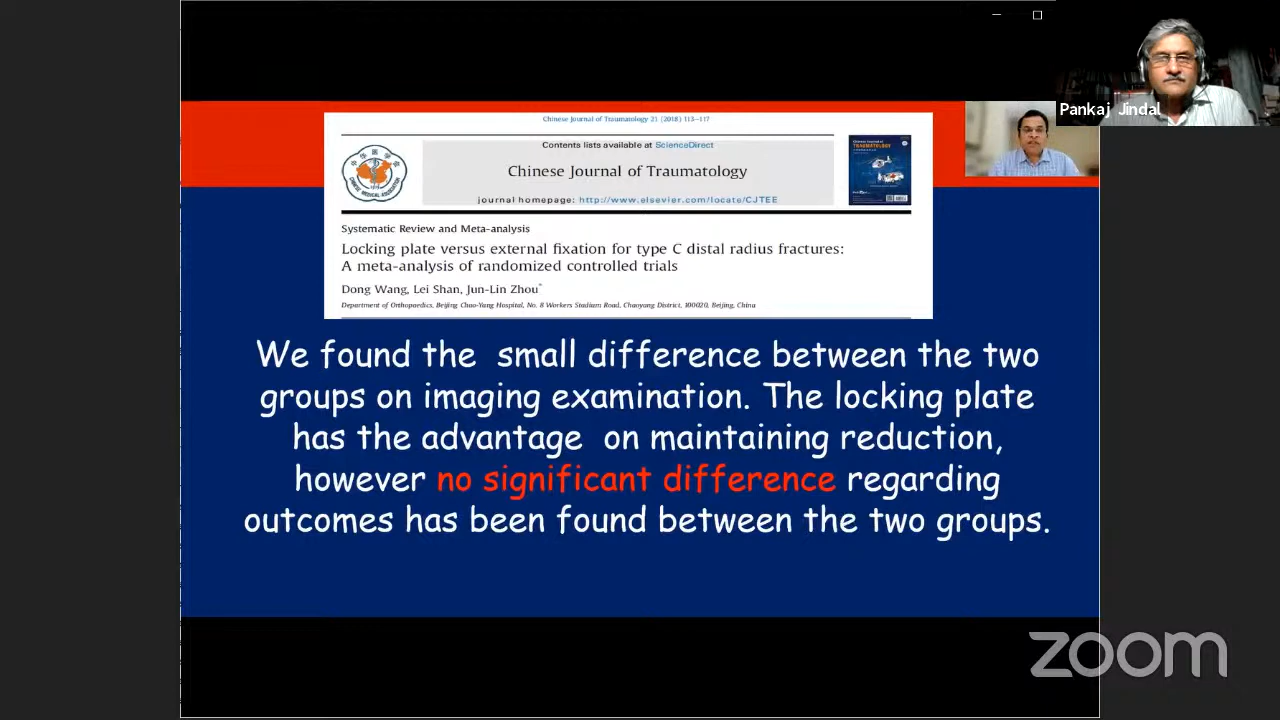 Pankaj Jindal
Chinese Journal of Traumatology 21 (2018) 113–117
Contents lists available at ScienceDirect
Chinese Journal of Traumatology
journal homepage: http://www.elsevier.com/locate/CJTEE
Systematic Review and Meta-analysis
Locking plate versus external fixation for type C distal radius fractures:
A meta-analysis of randomized controlled trials
Dong Wang, Lei Shan, Jun-Lin Zhou*
Department of Orthopaedics, Beijing Chao-Yang Hospital, No. 8 Workers Stadium Road, Chaoyang District, 100020, Beijing, China
We found the small difference between the two
groups on imaging examination. The locking plate
has the advantage on maintaining reduction,
however no significant difference regarding
outcomes has been found between the two groups.
zoom